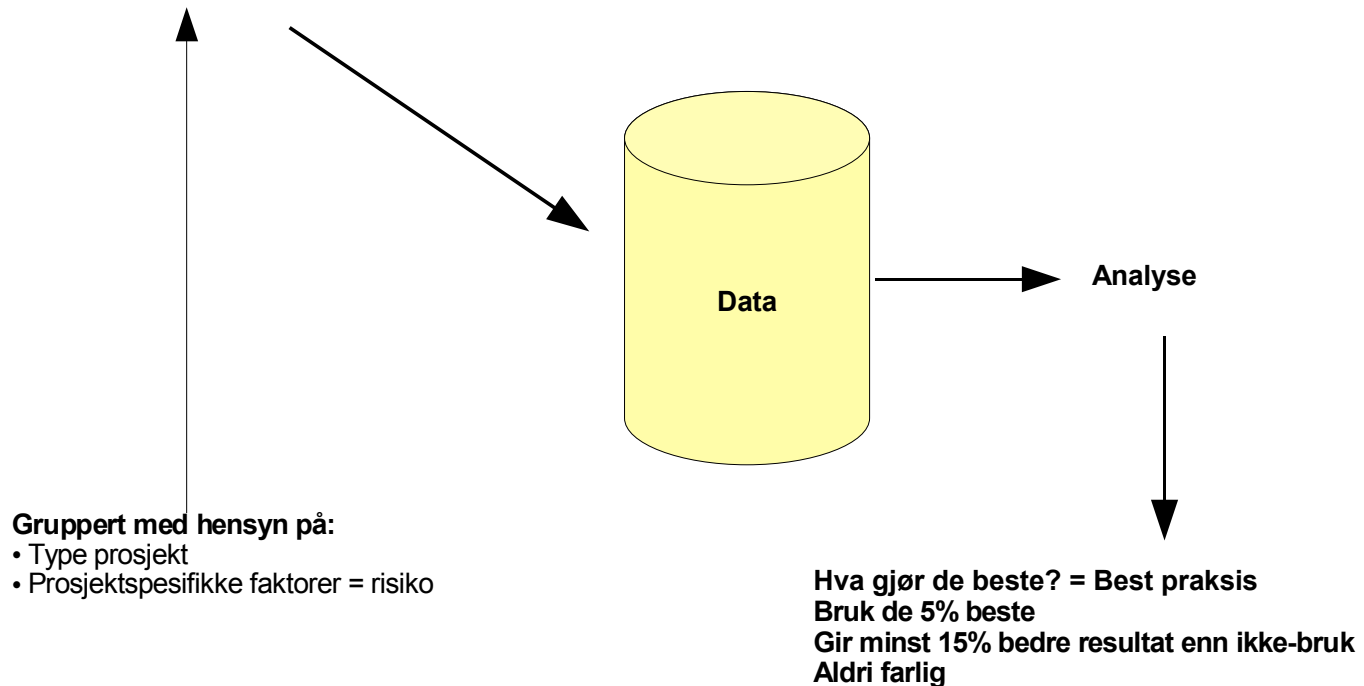 Data
Analyse
Gruppert med hensyn på:
• Type prosjekt
• Prosjektspesifikke faktorer = risiko
Hva gjør de beste? = Best praksis
Bruk de 5% beste
Gir minst 15% bedre resultat enn ikke-bruk
Aldri farlig